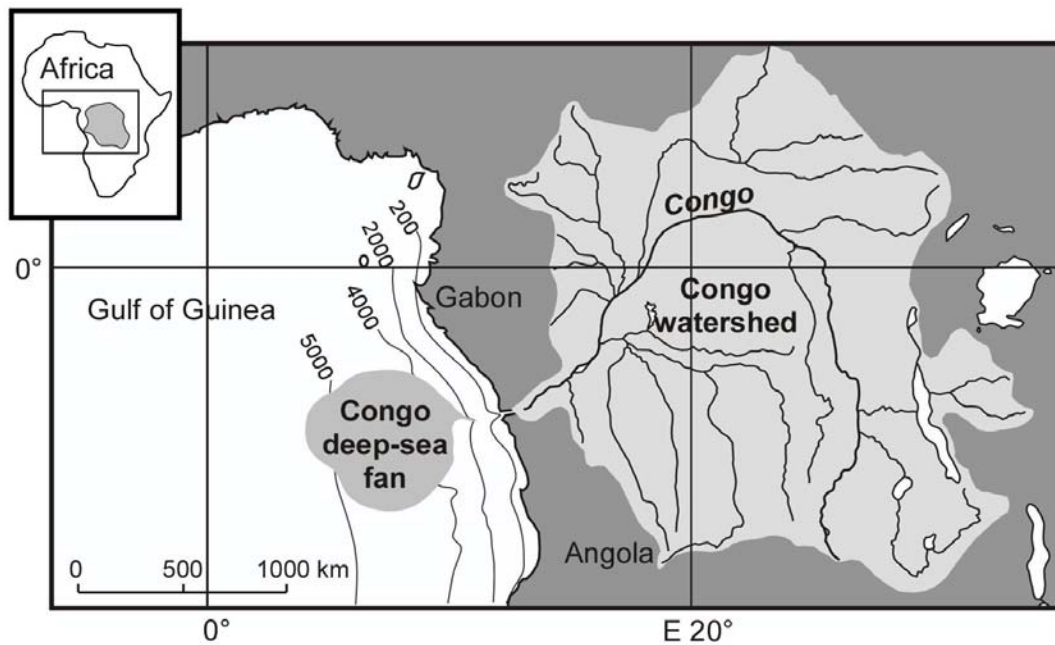 Africa
Congo
200
2000
0°
Gabon
Congo
watershed
Gulf of Guinea
4000
5000
Congo
deep-sea
fan
Angola
0 500 1000 km
0°
E 20°